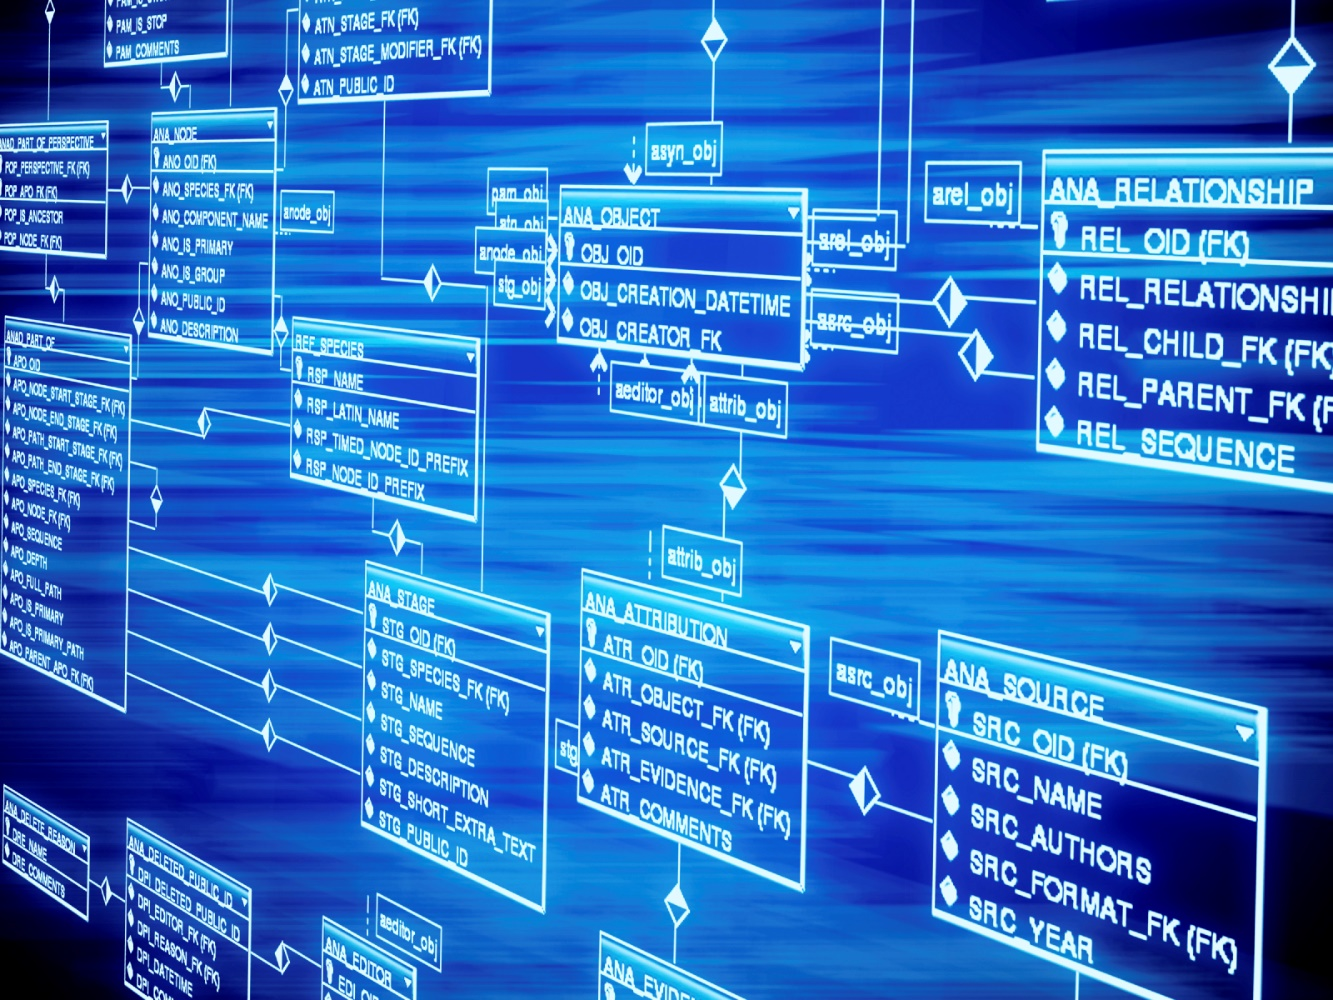 PAM_IS_STOP
PAM_COMMENTS
ATN_STAGE_FK (FK)
ATN_STAGE_MODIFIER_FK (FK)
ATN_PUBLIC_ID
ANAD_PART_OF_PERSPECTIVE
POP_PERSPECTIVE_FK (FK)
POP_APO_FK (FK)
POP_IS_ANCESTOR
POP_NODE_FK (FK)
ANA_NODE
ANO_OID (FK)
ANO_SPECIES_FK (FK)
ANO_COMPONENT_NAME
ANO_IS_PRIMARY
ANO_IS_GROUP
ANO_PUBLIC_ID
ANO_DESCRIPTION
anode_obj
asyn_obj
pam_obj
atn_obj
anode_obj
stg_obj
ANA_OBJECT
OBJ_OID
OBJ_CREATION_DATETIME
OBJ_CREATOR_FK
arel_obj
asrc_obj
aeditor_obj
attrib_obj
arel_obj
ANA_RELATIONSHIP
REL_OID (FK)
REL_RELATIONSHI
REL_CHILD_FK (FK)
REL_PARENT_FK (F
REL_SEQUENCE
ANAD_PART_OF
APO_OID
APO_NODE_START_STAGE_FK (FK)
APO_NODE_END_STAGE_FK (FK)
APO_PATH_START_STAGE_FK (FK)
APO_PATH_END_STAGE_FK (FK)
APO_SPECIES_FK (FK)
APO_NODE_FK (FK)
APO_SEQUENCE
APO_DEPTH
APO_FULL_PATH
APO_IS_PRIMARY
APO_IS_PRIMARY_PATH
APO_PARENT_APO_FK (FK)
REF_SPECIES
RSP_NAME
RSP_LATIN_NAME
RSP_TIMED_NODE_ID_PREFIX
RSP_NODE_ID_PREFIX
ANA_STAGE
STG_OID (FK)
STG_SPECIES_FK (FK)
STG_NAME
STG_SEQUENCE
STG_DESCRIPTION
STG_SHORT_EXTRA_TEXT
STG_PUBLIC_ID
attrib_obj
stg
ANA_ATTRIBUTION
ATR_OID (FK)
ATR_OBJECT_FK (FK)
ATR_SOURCE_FK (FK)
ATR_EVIDENCE_FK (FK)
ATR_COMMENTS
asrc_obj
ANA_SOURCE
SRC_OID (FK)
SRC_NAME
SRC_AUTHORS
SRC_FORMAT_FK (FK)
SRC_YEAR
ANA_DELETE_REASON
DRE_NAME
DRE_COMMENTS
ANA_DELETED_PUBLIC_ID
DPI_DELETED_PUBLIC_ID
DPI_EDITOR_FK (FK)
DPI_REASON_FK (FK)
DPI_DATETIME
DPI_COM
aeditor_obj
ANA_EDITOR
EDI_OID
ANA_EVIDEN